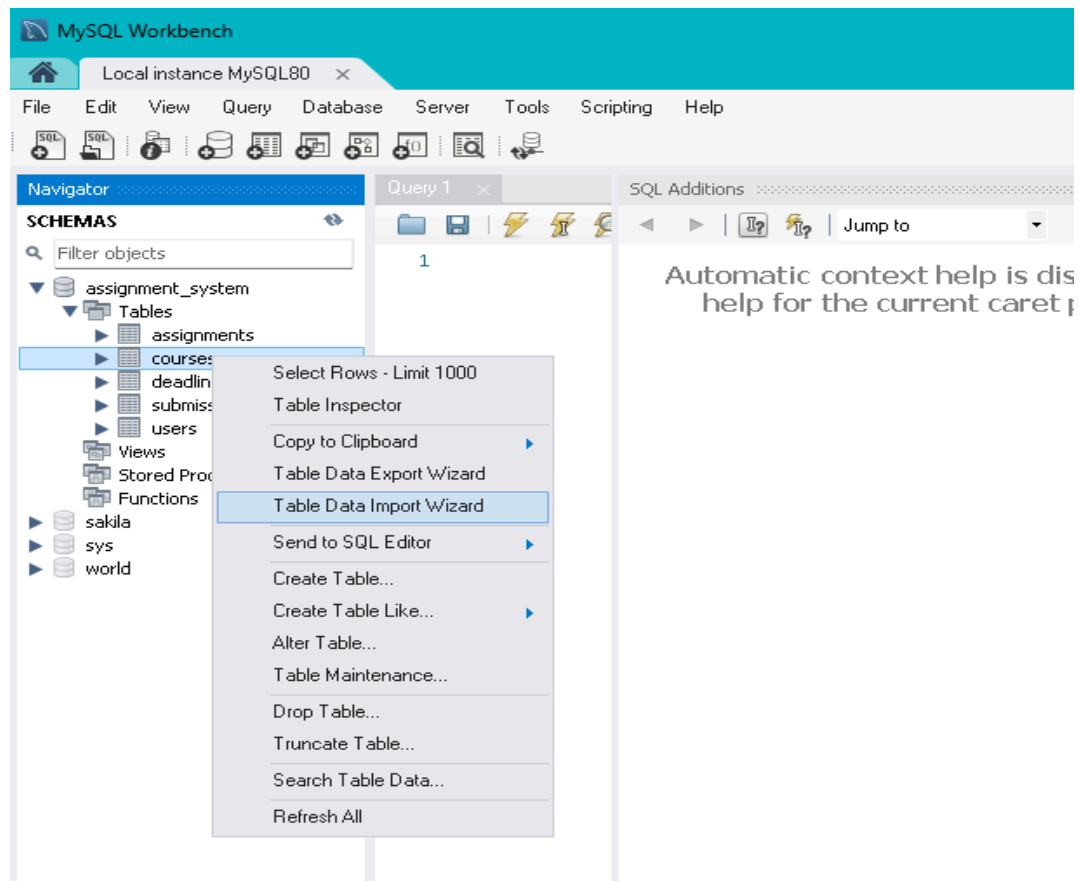 MySQL Workbench
Local instance MySQL80
File Edit View Query Database Server Tools Scripting Help
Navigator
SCHEMAS
Filter objects
assignment_system
Tables
assignments
courses
deadlin
submiss
users
Views
Stored Proc
Functions
sakila
sys
world
Select Rows - Limit 1000
Table Inspector
Copy to Clipboard
Table Data Export Wizard
Table Data Import Wizard
Send to SQL Editor
Create Table...
Create Table Like...
Alter Table...
Table Maintenance...
Drop Table...
Truncate Table...
Search Table Data...
Refresh All
Query 1
1
SQL Additions
Jump to
Automatic context help is dis
help for the current caret p